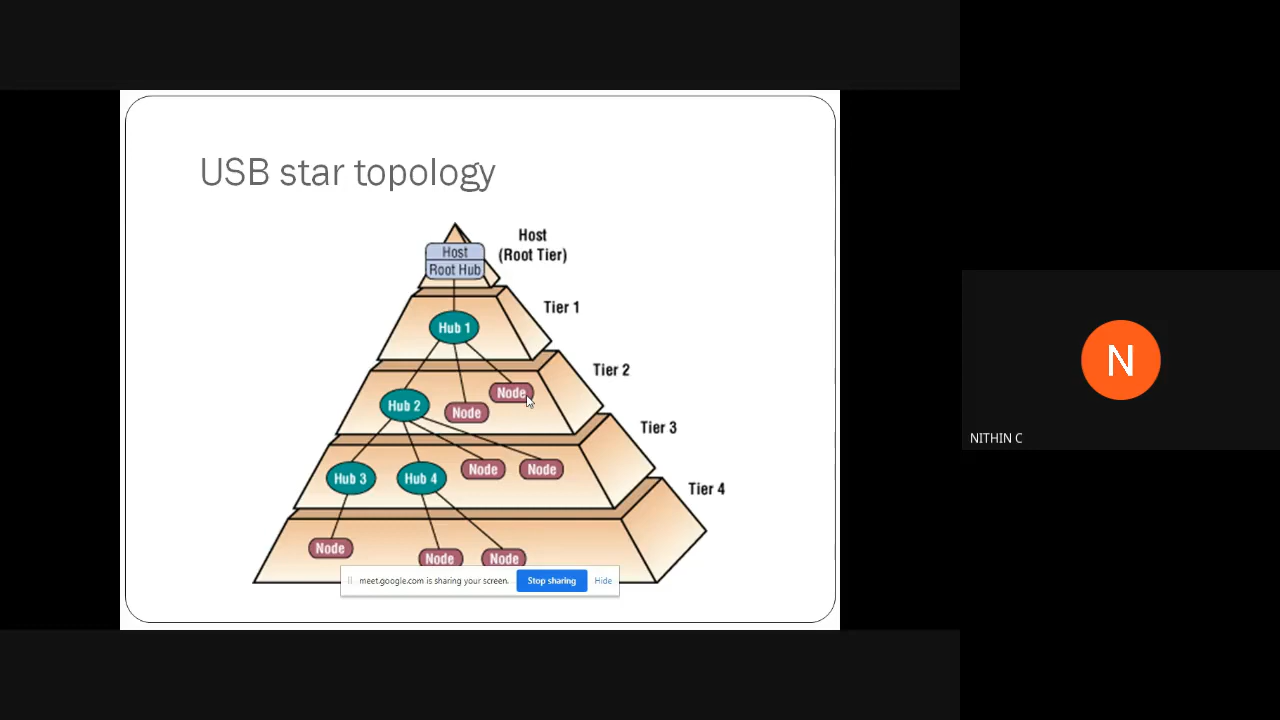 USB star topology
Host
(Root Tier)
Host
Root Hub
Tier 1
Hub 1
Tier 2
Node
Hub 2
Node
Tier 3
Hub 3
Hub 4
Node
Node
Tier 4
Node
Node
Node
meet.google.com is sharing your screen.
Stop sharing
Hide
N
NITHIN C